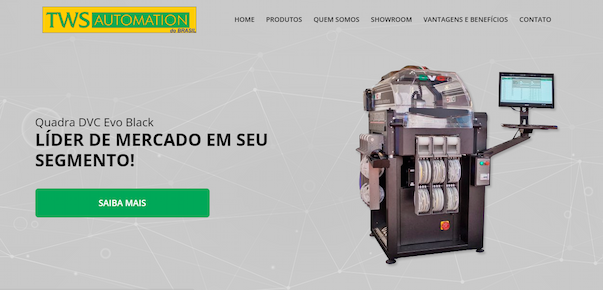 TWS AUTOMATION
do BRASIL
HOME PRODUTOS QUEM SOMOS SHOWROOM VANTAGENS E BENEFÍCIOS CONTATO
Quadra DVC Evo Black
LÍDER DE MERCADO EM SEU
SEGMENTO!
SAIBA MAIS